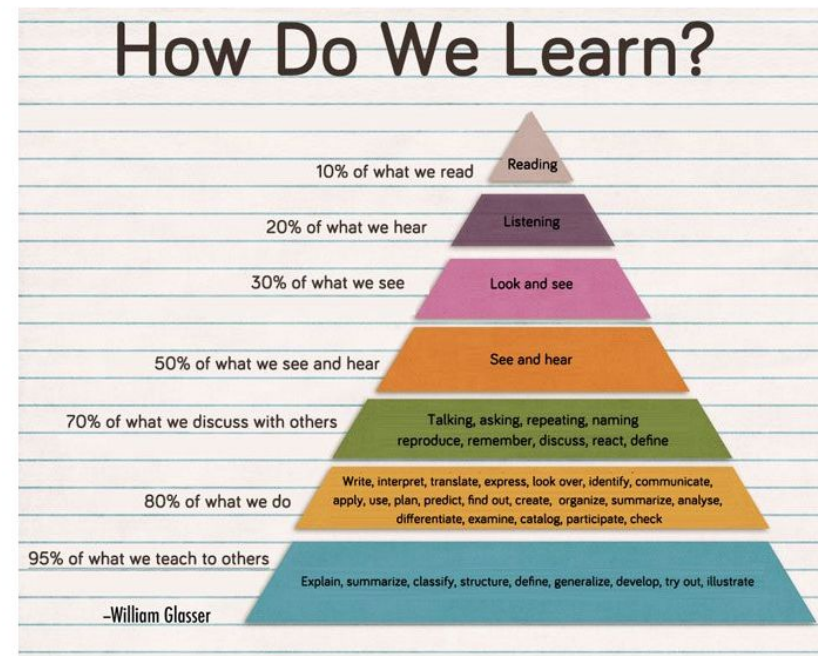 How Do We Learn?
10% of what we read
Reading
20% of what we hear
Listening
30% of what we see
Look and see
50% of what we see and hear
See and hear
70% of what we discuss with others
Talking, asking, repeating, naming
reproduce, remember, discuss, react, define
80% of what we do
Write, interpret, translate, express, look over, identify, communicate,
apply, use, plan, predict, find out, create, organize, summarize, analyse,
differentiate, examine, catalog, participate, check
95% of what we teach to others
Explain, summarize, classify, structure, define, generalize, develop, try out, illustrate
–William Glasser